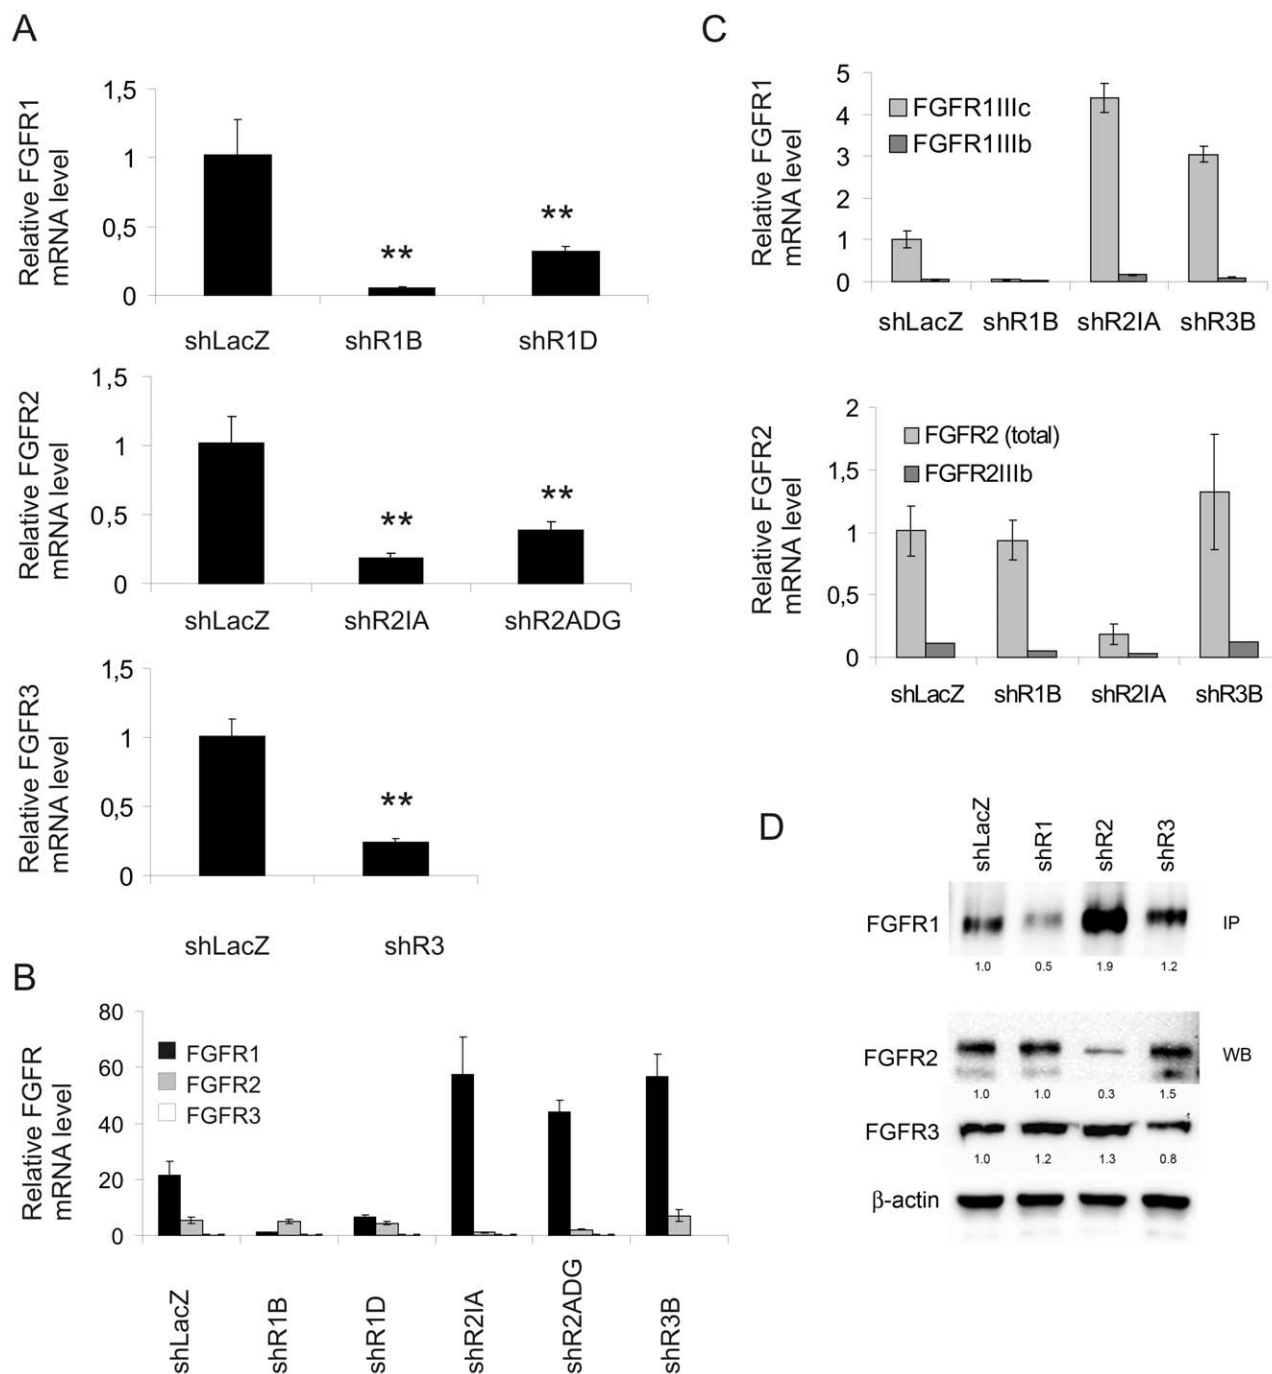 A
Relative FGFR1
mRNA level
1,5
1
0,5
0
**
**
shLacZ
shR1B
shR1D
Relative FGFR2
mRNA level
1,5
1
0,5
0
**
**
shLacZ
shR2IA
shR2ADG
Relative FGFR3
mRNA level
1,5
1
0,5
0
**
shLacZ
shR3
B
Relative FGFR
mRNA level
80
60
40
20
0
FGFR1
FGFR2
FGFR3
shLacZ
shR1B
shR1D
shR2IA
shR2ADG
shR3B
C
Relative FGFR1
mRNA level
5
4
3
2
1
0
FGFR1IIIc
FGFR1IIIb
shLacZ
shR1B
shR2IA
shR3B
Relative FGFR2
mRNA level
2
1,5
1
0,5
0
FGFR2 (total)
FGFR2IIIb
shLacZ
shR1B
shR2IA
shR3B
D
shLacZ
shR1
shR2
shR3
FGFR1
IP
1.0 0.5 1.9 1.2
FGFR2
WB
1.0 1.0 0.3 1.5
FGFR3
1.0 1.2 1.3 0.8
β-actin